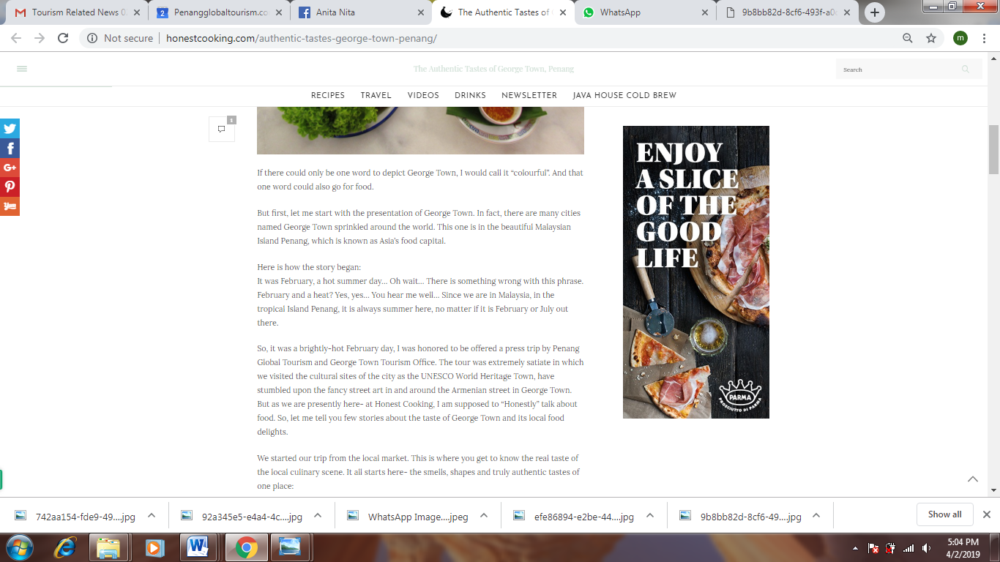 Tourism Related News 0
Penangglobaltourism.co
Anita Nita
The Authentic Tastes of
WhatsApp
9b8bb82d-8cf6-493f-a0
Not secure
honestcooking.com/authentic-tastes-george-town-penang/
m
The Authentic Tastes of George Town, Penang
Search
RECIPES TRAVEL VIDEOS DRINKS NEWSLETTER JAVA HOUSE COLD BREW
1
If there could only be one word to depict George Town, I would call it “colourful”. And that
one word could also go for food.
But first, let me start with the presentation of George Town. In fact, there are many cities
named George Town sprinkled around the world. This one is in the beautiful Malaysian
Island Penang, which is known as Asia’s food capital.
Here is how the story began:
It was February, a hot summer day… Oh wait… There is something wrong with this phrase.
February and a heat? Yes, yes… You hear me well… Since we are in Malaysia, in the
tropical Island Penang, it is always summer here, no matter if it is February or July out
there.
So, it was a brightly-hot February day, I was honored to be offered a press trip by Penang
Global Tourism and George Town Tourism Office. The tour was extremely satiate in which
we visited the cultural sites of the city as the UNESCO World Heritage Town, have
stumbled upon the fancy street art in and around the Armenian street in George Town.
But as we are presently here- at Honest Cooking, I am supposed to “Honestly” talk about
food. So, let me tell you few stories about the taste of George Town and its local food
delights.
We started our trip from the local market. This is where you get to know the real taste of
the local culinary scene. It all starts here- the smells, shapes and truly authentic tastes of
one place:
ENJOY
A SLICE
OF THE
GOOD
LIFE
PARMA
PROSCIUTTO DI PARMA
G+
Yum
742aa154-fde9-49....jpg
92a345e5-e4a4-4c....jpg
WhatsApp Image....jpeg
efe86894-e2be-44....jpg
9b8bb82d-8cf6-49....jpg
Show all
5:04 PM
4/2/2019